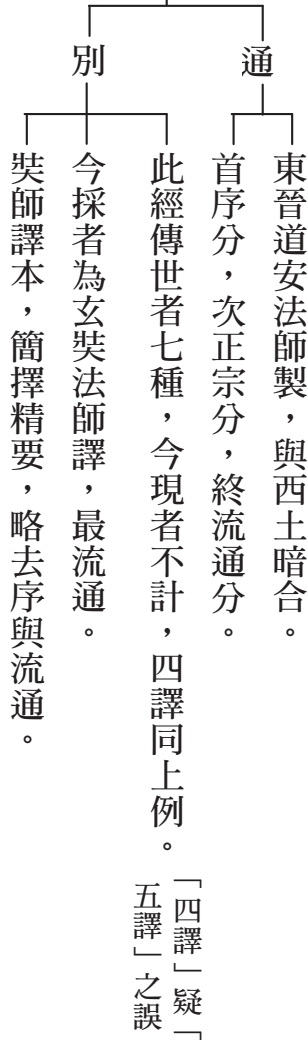 通
東晉道安法師製，與西土暗合。
首序分，次正宗分，終流通分。
別
此經傳世者七種，今現者不計，四譯同上例。
「四譯」疑「
五譯」之誤
今採者為玄奘法師譯，最流通。
奘師譯本，簡擇精要，略去序與流通。